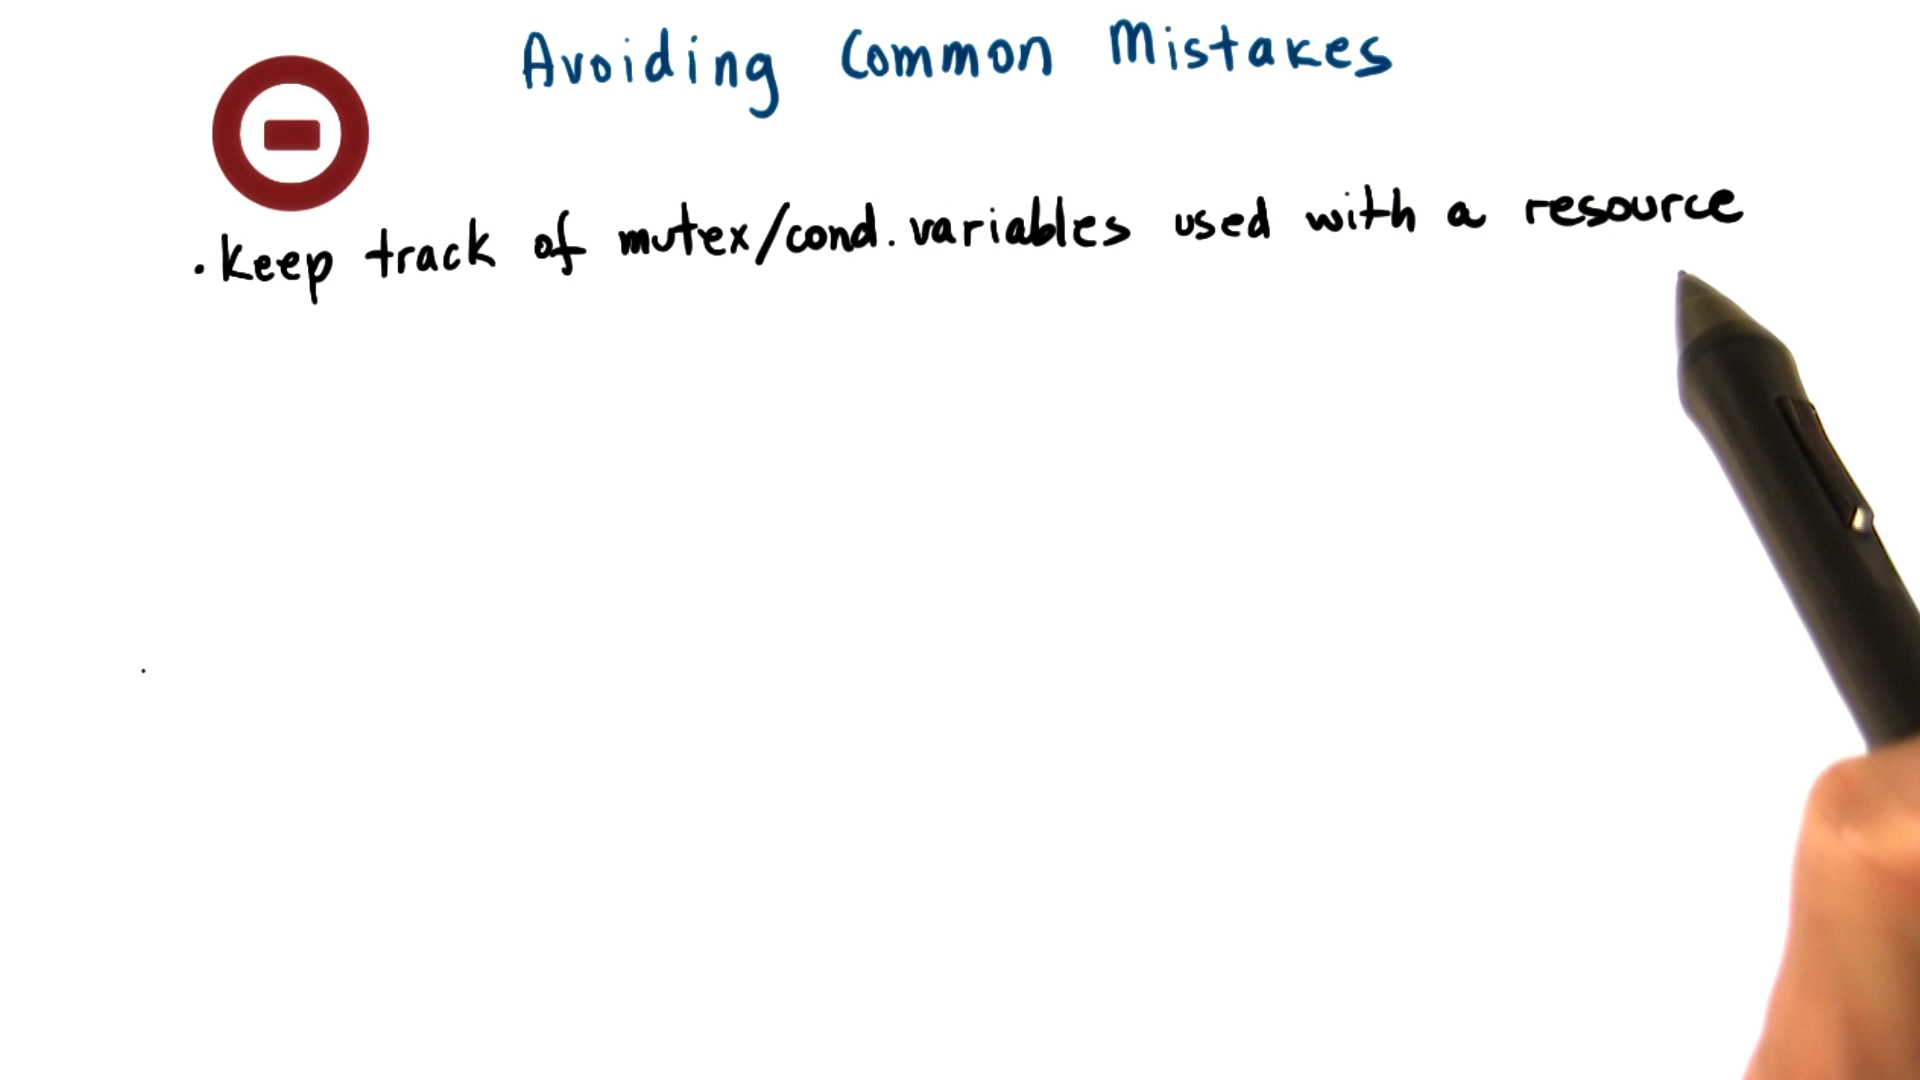 Avoiding Common Mistakes
• Keep track of mutex/cond. variables used with a resource